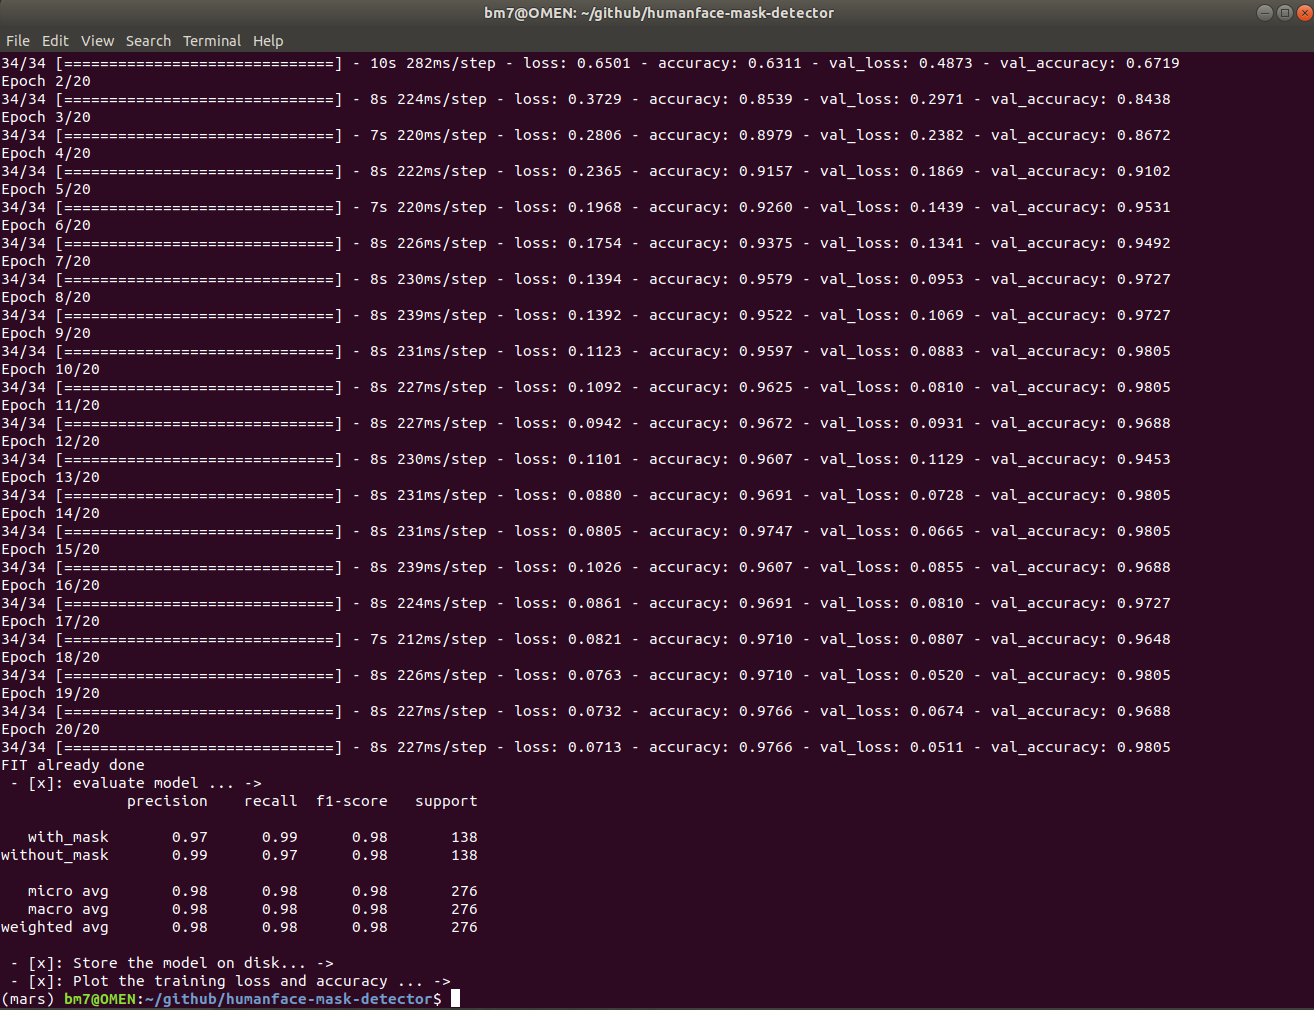 bm7@OMEN: ~/github/humanface-mask-detector
File Edit View Search Terminal Help
34/34 [==============================] - 10s 282ms/step - loss: 0.6501 - accuracy: 0.6311 - val_loss: 0.4873 - val_accuracy: 0.6719
Epoch 2/20
34/34 [==============================] - 8s 224ms/step - loss: 0.3729 - accuracy: 0.8539 - val_loss: 0.2971 - val_accuracy: 0.8438
Epoch 3/20
34/34 [==============================] - 7s 220ms/step - loss: 0.2806 - accuracy: 0.8979 - val_loss: 0.2382 - val_accuracy: 0.8672
Epoch 4/20
34/34 [==============================] - 8s 222ms/step - loss: 0.2365 - accuracy: 0.9157 - val_loss: 0.1869 - val_accuracy: 0.9102
Epoch 5/20
34/34 [==============================] - 7s 220ms/step - loss: 0.1968 - accuracy: 0.9260 - val_loss: 0.1439 - val_accuracy: 0.9531
Epoch 6/20
34/34 [==============================] - 8s 226ms/step - loss: 0.1754 - accuracy: 0.9375 - val_loss: 0.1341 - val_accuracy: 0.9492
Epoch 7/20
34/34 [==============================] - 8s 230ms/step - loss: 0.1394 - accuracy: 0.9579 - val_loss: 0.0953 - val_accuracy: 0.9727
Epoch 8/20
34/34 [==============================] - 8s 239ms/step - loss: 0.1392 - accuracy: 0.9522 - val_loss: 0.1069 - val_accuracy: 0.9727
Epoch 9/20
34/34 [==============================] - 8s 231ms/step - loss: 0.1123 - accuracy: 0.9597 - val_loss: 0.0883 - val_accuracy: 0.9805
Epoch 10/20
34/34 [==============================] - 8s 227ms/step - loss: 0.1092 - accuracy: 0.9625 - val_loss: 0.0810 - val_accuracy: 0.9805
Epoch 11/20
34/34 [==============================] - 8s 227ms/step - loss: 0.0942 - accuracy: 0.9672 - val_loss: 0.0931 - val_accuracy: 0.9688
Epoch 12/20
34/34 [==============================] - 8s 230ms/step - loss: 0.1101 - accuracy: 0.9607 - val_loss: 0.1129 - val_accuracy: 0.9453
Epoch 13/20
34/34 [==============================] - 8s 231ms/step - loss: 0.0880 - accuracy: 0.9691 - val_loss: 0.0728 - val_accuracy: 0.9805
Epoch 14/20
34/34 [==============================] - 8s 231ms/step - loss: 0.0805 - accuracy: 0.9747 - val_loss: 0.0665 - val_accuracy: 0.9805
Epoch 15/20
34/34 [==============================] - 8s 239ms/step - loss: 0.1026 - accuracy: 0.9607 - val_loss: 0.0855 - val_accuracy: 0.9688
Epoch 16/20
34/34 [==============================] - 8s 224ms/step - loss: 0.0861 - accuracy: 0.9691 - val_loss: 0.0810 - val_accuracy: 0.9727
Epoch 17/20
34/34 [==============================] - 7s 212ms/step - loss: 0.0821 - accuracy: 0.9710 - val_loss: 0.0807 - val_accuracy: 0.9648
Epoch 18/20
34/34 [==============================] - 8s 226ms/step - loss: 0.0763 - accuracy: 0.9710 - val_loss: 0.0520 - val_accuracy: 0.9805
Epoch 19/20
34/34 [==============================] - 8s 227ms/step - loss: 0.0732 - accuracy: 0.9766 - val_loss: 0.0674 - val_accuracy: 0.9688
Epoch 20/20
34/34 [==============================] - 8s 227ms/step - loss: 0.0713 - accuracy: 0.9766 - val_loss: 0.0511 - val_accuracy: 0.9805
FIT already done
 - [x]: evaluate model ... ->
              precision    recall  f1-score   support
   with_mask       0.97      0.99      0.98       138
without_mask       0.99      0.97      0.98       138
   micro avg       0.98      0.98      0.98       276
   macro avg       0.98      0.98      0.98       276
weighted avg       0.98      0.98      0.98       276
 - [x]: Store the model on disk... ->
 - [x]: Plot the training loss and accuracy ... ->
(mars) bm7@OMEN:~/github/humanface-mask-detector$